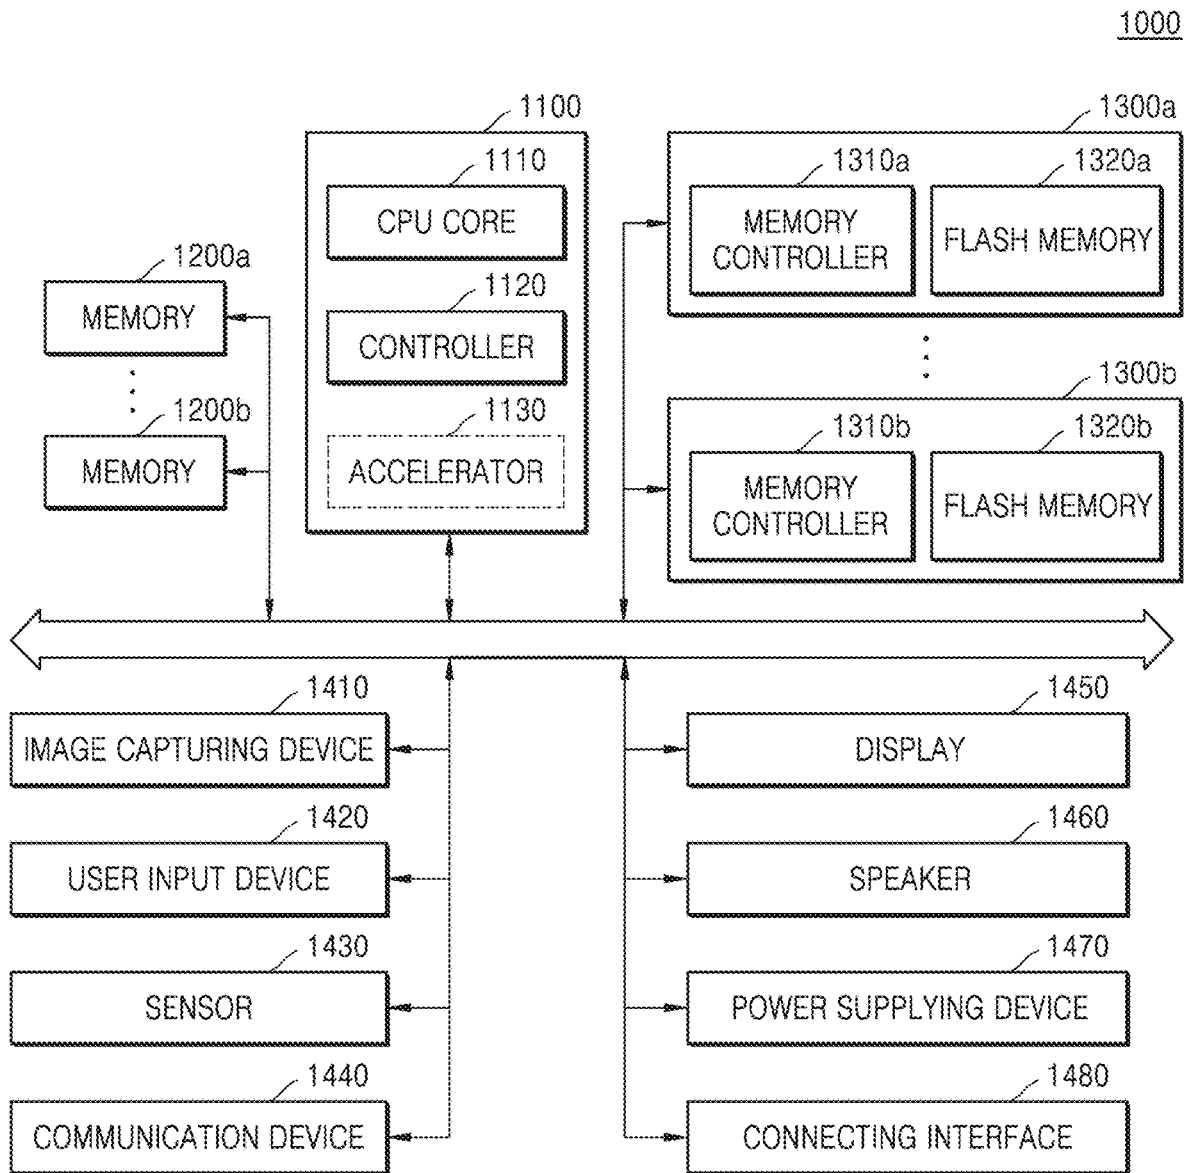 1000
1100
1110
CPU CORE
1120
CONTROLLER
1130
ACCELERATOR
1200a
MEMORY
1200b
MEMORY
1300a
1310a
MEMORY
CONTROLLER
1320a
FLASH MEMORY
1300b
1310b
MEMORY
CONTROLLER
1320b
FLASH MEMORY
1410
IMAGE CAPTURING DEVICE
1420
USER INPUT DEVICE
1430
SENSOR
1440
COMMUNICATION DEVICE
1450
DISPLAY
1460
SPEAKER
1470
POWER SUPPLYING DEVICE
1480
CONNECTING INTERFACE